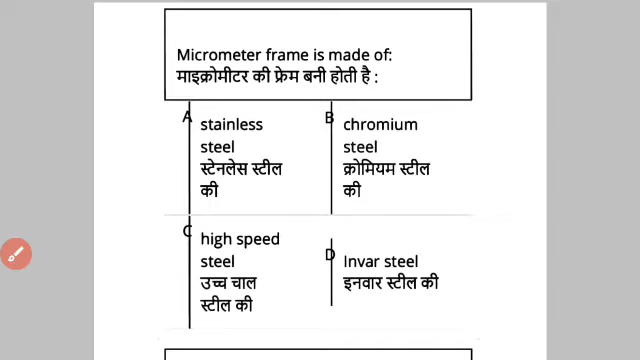 Micrometer frame is made of:
माइक्रोमीटर की फ्रेम बनी होती है :
A
stainless
steel
स्टेनलेस स्टील
की
B
chromium
steel
क्रोमियम स्टील
की
C
high speed
steel
उच्च चाल
स्टील की
D
Invar steel
इनवार स्टील की